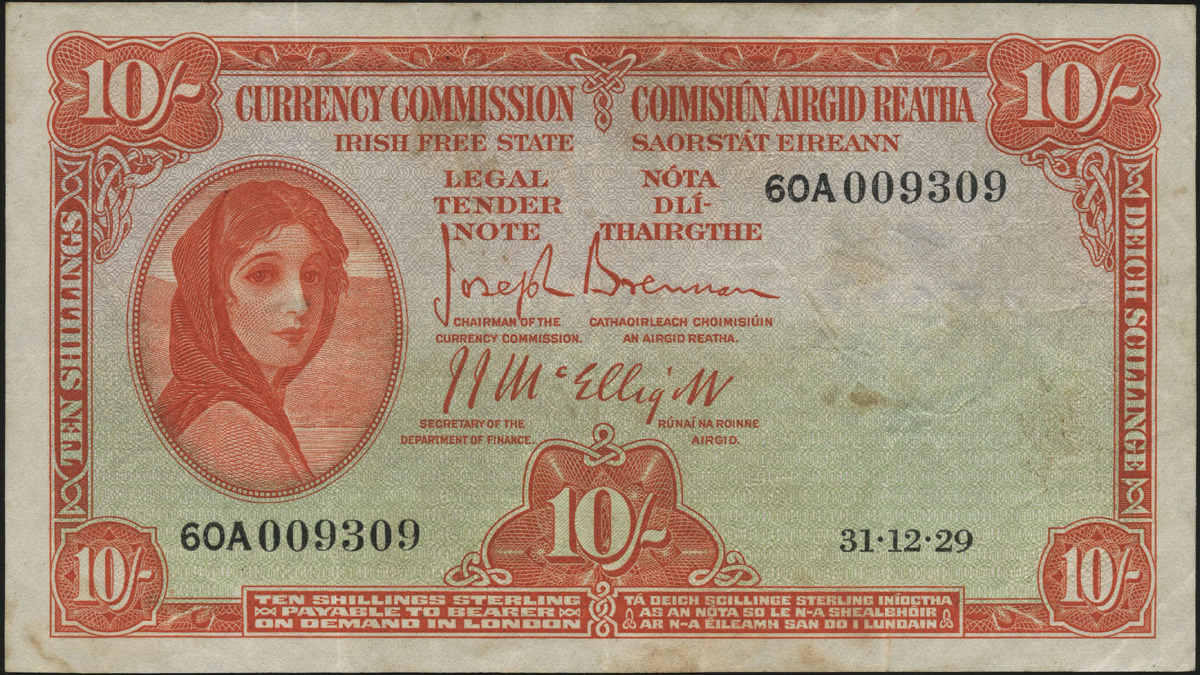 10/-
10/-
CURRENCY COMMISSION
COIMISIÚN AIRGID REATHA
IRISH FREE STATE
SAORSTÁT EIREANN
LEGAL
TENDER
NOTE
NÓTA
DLÍ-
THAIRGTHE
60A 009309
TEN SHILLINGS
DEICH SCILLINGE
Joseph Brennan
CHAIRMAN OF THE
CURRENCY COMMISSION.
CATHAOIRLEACH CHOIMISIÚIN
AN AIRGID REATHA.
J J McElligott
SECRETARY OF THE
DEPARTMENT OF FINANCE.
RÚNAÍ NA ROINNE
AIRGID.
60A 009309
10/-
31·12·29
10/-
10/-
TEN SHILLINGS STERLING
PAYABLE TO BEARER
ON DEMAND IN LONDON
TÁ DEICH SCILLINGE STERLING INÍOCTHA
AS AN NÓTA SO LE N-A SHEALBHÓIR
AR N-A ÉILEAMH SAN DO I LUNDAIN